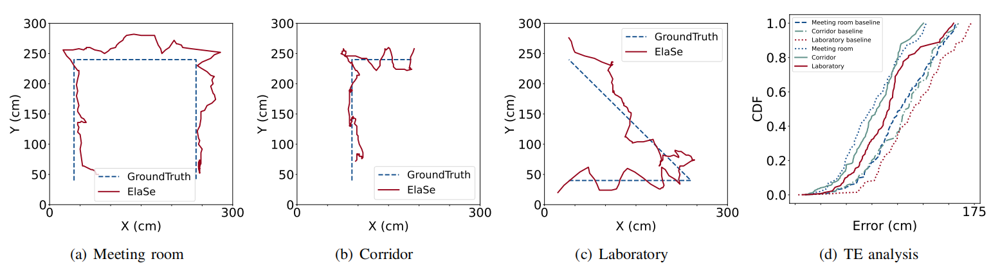 300
250
200
150
100
50
0
Y (cm)
GroundTruth
ElaSe
0
300
X (cm)
(a) Meeting room
300
250
200
150
100
50
0
Y (cm)
GroundTruth
ElaSe
0
300
X (cm)
(b) Corridor
300
250
200
150
100
50
0
Y (cm)
GroundTruth
ElaSe
0
300
X (cm)
(c) Laboratory
1.0
0.8
0.6
0.4
0.2
0.0
CDF
Meeting room baseline
Corridor baseline
Laboratory baseline
Meeting room
Corridor
Laboratory
175
Error (cm)
(d) TE analysis